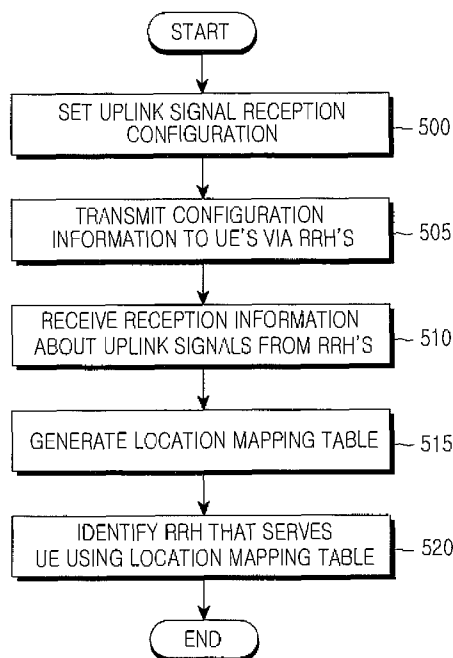 START
SET UPLINK SIGNAL RECEPTION
CONFIGURATION
500
TRANSMIT CONFIGURATION
INFORMATION TO UE'S VIA RRH'S
505
RECEIVE RECEPTION INFORMATION
ABOUT UPLINK SIGNALS FROM RRH'S
510
GENERATE LOCATION MAPPING TABLE
515
IDENTIFY RRH THAT SERVES
UE USING LOCATION MAPPING TABLE
520
END